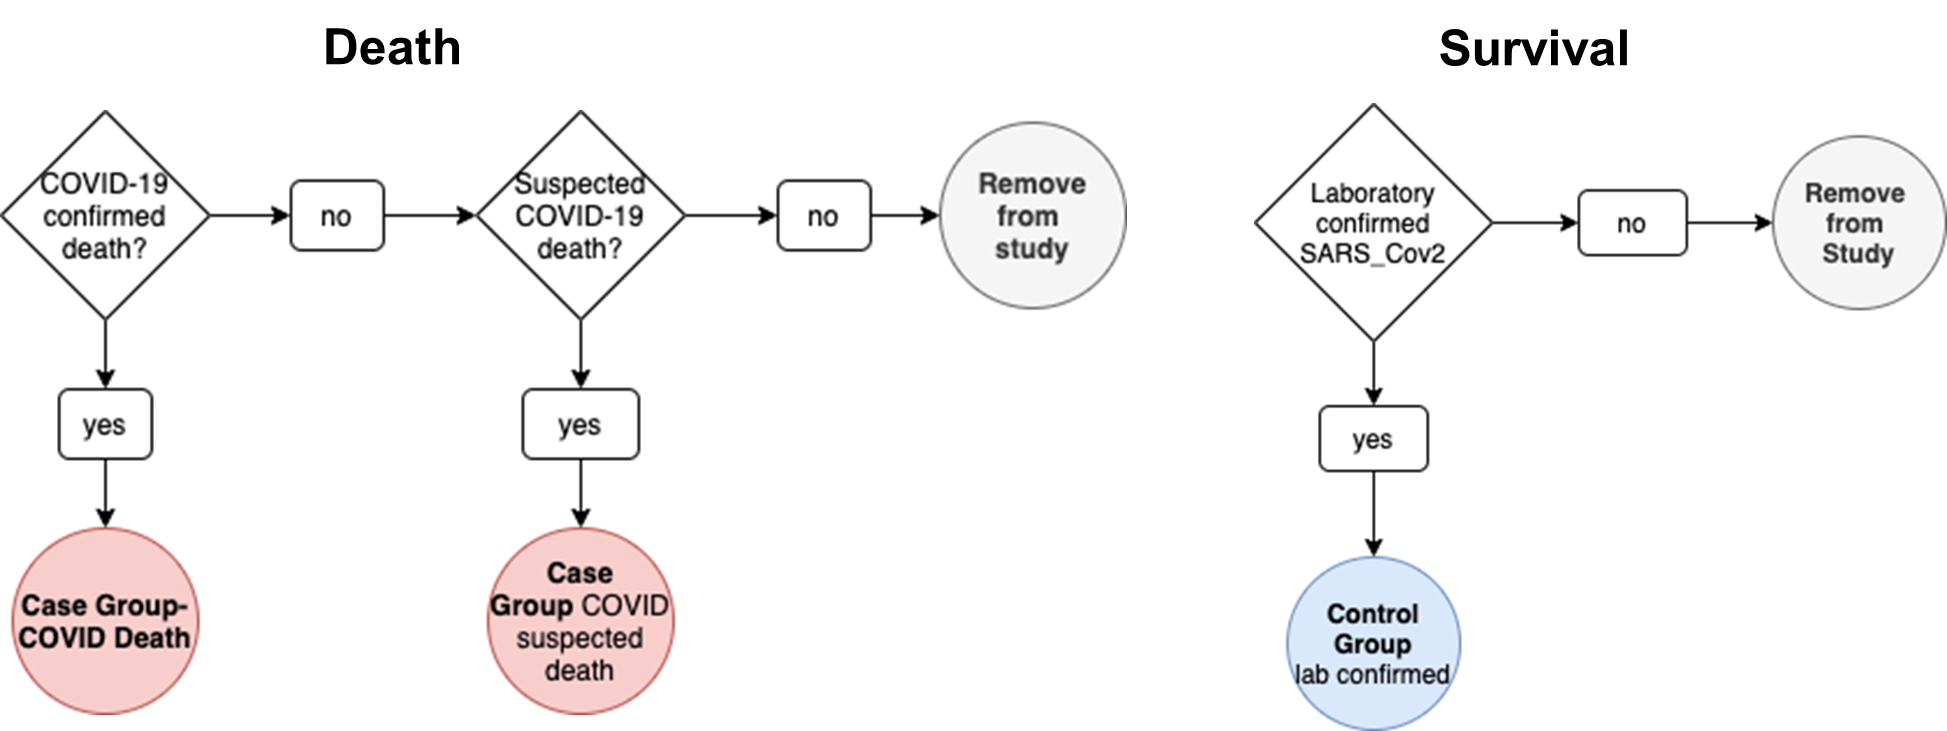 Death
COVID-19
confirmed
death?
no
Suspected
COVID-19
death?
no
Remove
from
study
yes
yes
Case Group-
COVID Death
Case
Group COVID
suspected
death
Survival
Laboratory
confirmed
SARS_Cov2
no
Remove
from
Study
yes
Control
Group
lab confirmed